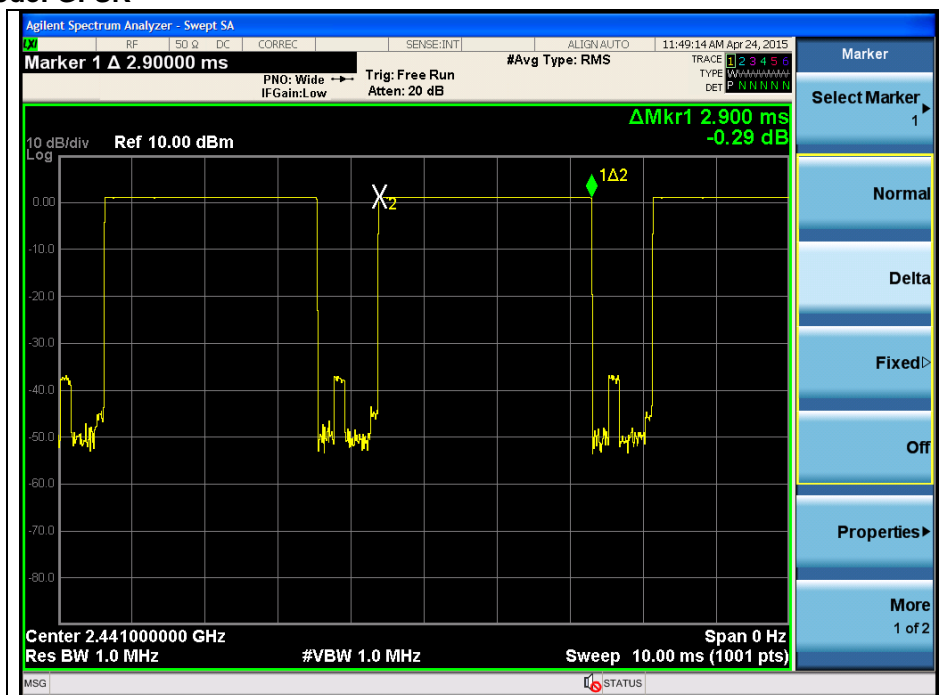 Agilent Spectrum Analyzer - Swept SA
LXI RF 50 Ω DC CORREC SENSE:INT ALIGN AUTO 11:49:14 AM Apr 24, 2015
Marker 1 Δ 2.90000 ms
PNO: Wide
IFGain:Low
Trig: Free Run
Atten: 20 dB
#Avg Type: RMS
TRACE 1 2 3 4 5 6
TYPE
DET P N N N N N
ΔMkr1 2.900 ms
-0.29 dB
10 dB/div Ref 10.00 dBm
Log
1Δ2
X2
0.00
-10.0
-20.0
-30.0
-40.0
-50.0
-60.0
-70.0
-80.0
Center 2.441000000 GHz Span 0 Hz
Res BW 1.0 MHz #VBW 1.0 MHz Sweep 10.00 ms (1001 pts)
MSG STATUS
Marker
Select Marker
1
Normal
Delta
Fixed
Off
Properties
More
1 of 2